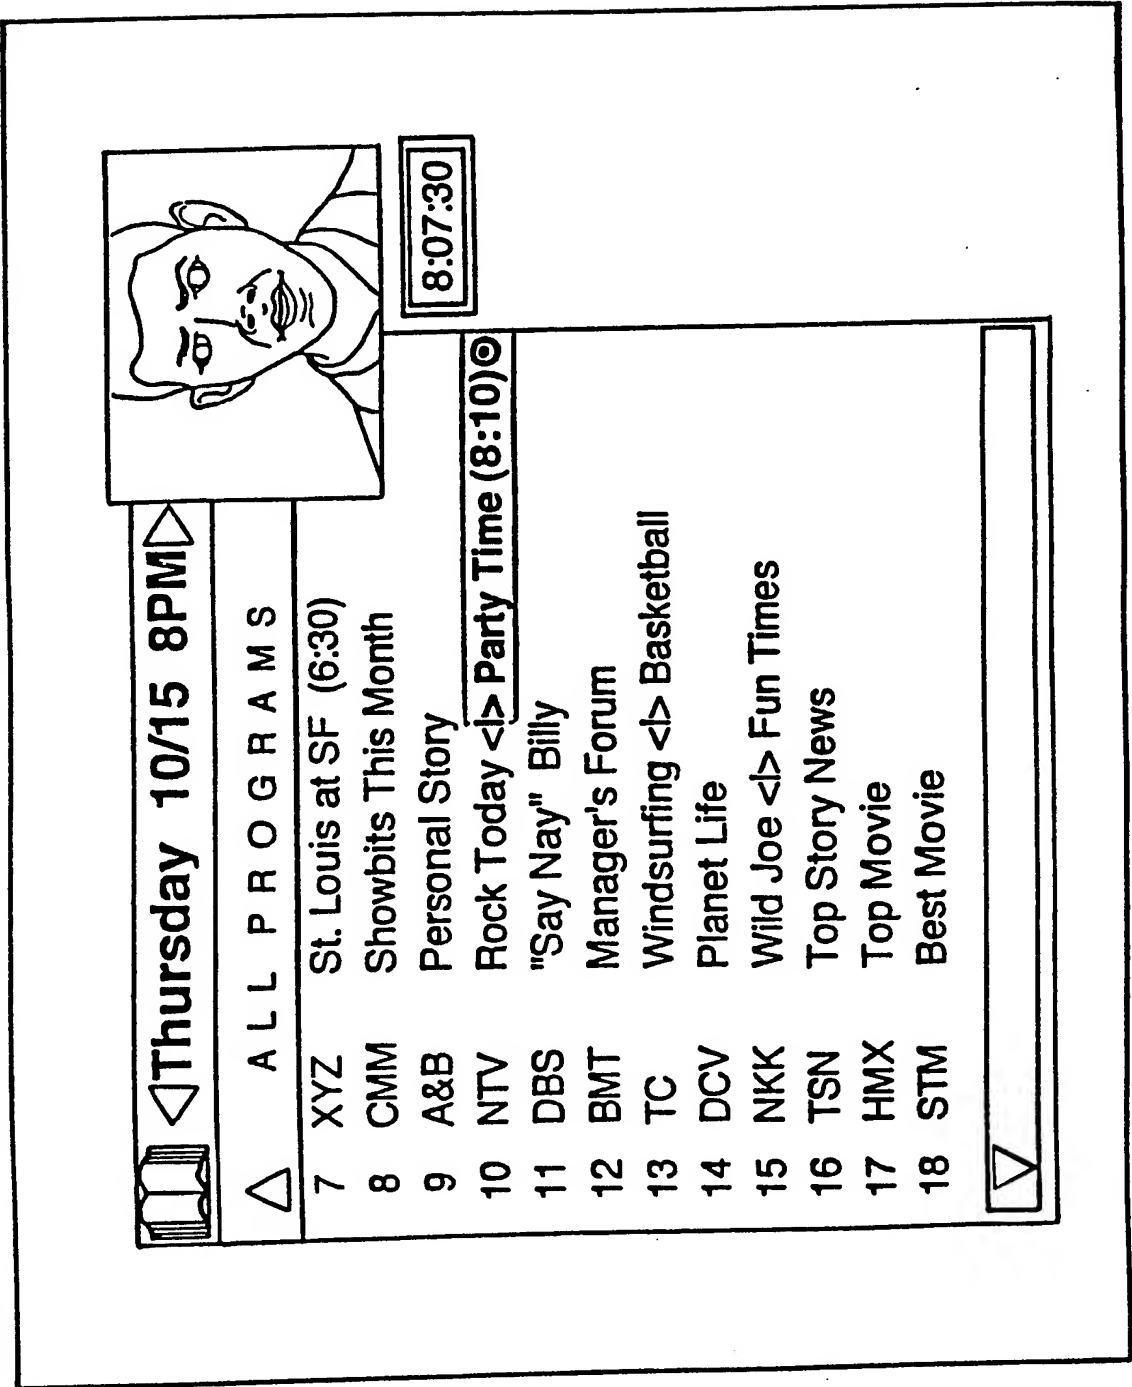 ◁Thursday 10/15 8PM▷
ALL PROGRAMS
8:07:30
7 XYZ St. Louis at SF (6:30)
8 CMM Showbits This Month
9 A&B Personal Story
10 NTV Rock Today <I> Party Time (8:10)⊙
11 DBS "Say Nay" Billy
12 BMT Manager's Forum
13 TC Windsurfing <I> Basketball
14 DCV Planet Life
15 NKK Wild Joe <I> Fun Times
16 TSN Top Story News
17 HMX Top Movie
18 STM Best Movie